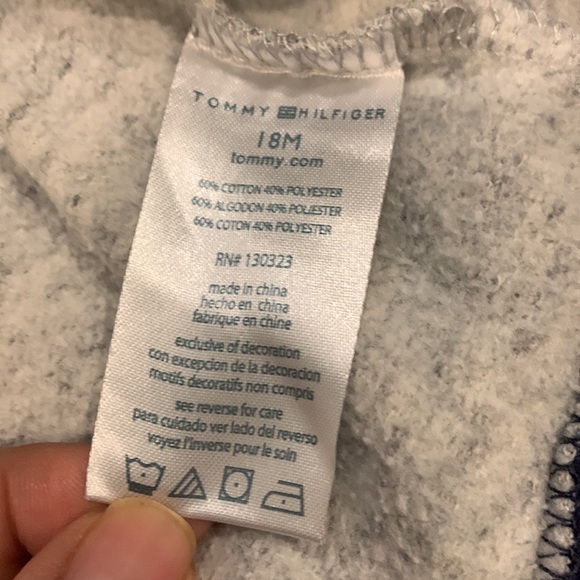 TOMMY HILFIGER
18M
tommy.com
60% COTTON 40% POLYESTER
60% ALGODON 40% POLIESTER
60% COTON 40% POLYESTER
RN# 130323
made in china
hecho en china
fabrique en chine
exclusive of decoration
con excepcion de la decoracion
motifs decoratifs non compris
see reverse for care
para cuidado ver lado del reverso
voyez l'inverse pour le soin